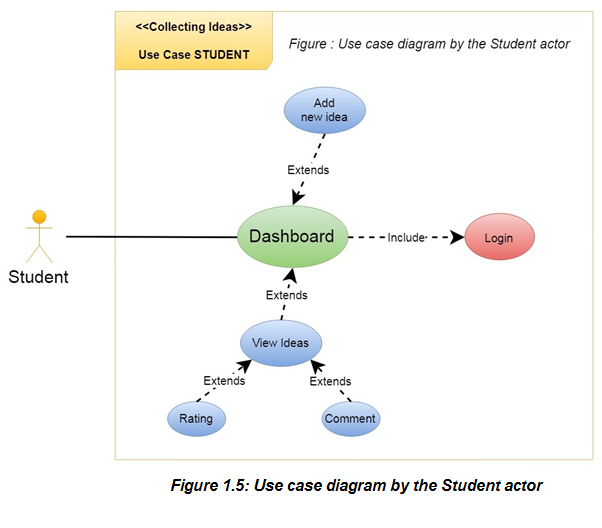 <<Collecting Ideas>>
Use Case STUDENT
Figure : Use case diagram by the Student actor
Add
new idea
Extends
Dashboard
Include
Login
Student
Extends
View Ideas
Extends
Extends
Rating
Comment
Figure 1.5: Use case diagram by the Student actor